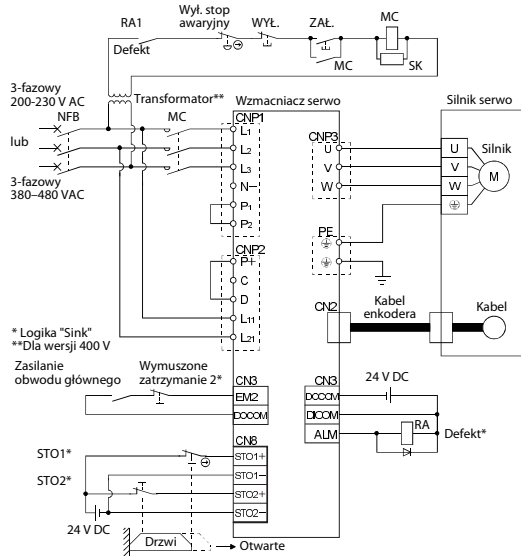 Wył. stop
awaryjny
WYŁ.
ZAŁ.
MC
RA1
Defekt
MC
SK
3-fazowy
200-230 V AC
NFB
Transformator**
MC
lub
3-fazowy
380–480 VAC
Wzmacniacz serwo
Silnik serwo
CNP1
L1
L2
L3
N−
P1
P2
CNP3
U
V
W
U
V
W
Silnik
M
PE
CNP2
P+
C
D
L11
L21
CN2
Kabel
enkodera
Kabel
* Logika "Sink"
**Dla wersji 400 V
Zasilanie
obwodu głównego
Wymuszone
zatrzymanie 2*
CN3
EM2
DOCOM
CN3
DOCOM
DICOM
ALM
24 V DC
RA
Defekt*
CN8
STO1*
STO1+
STO1−
STO2*
STO2+
STO2−
24 V DC
Drzwi
Otwarte